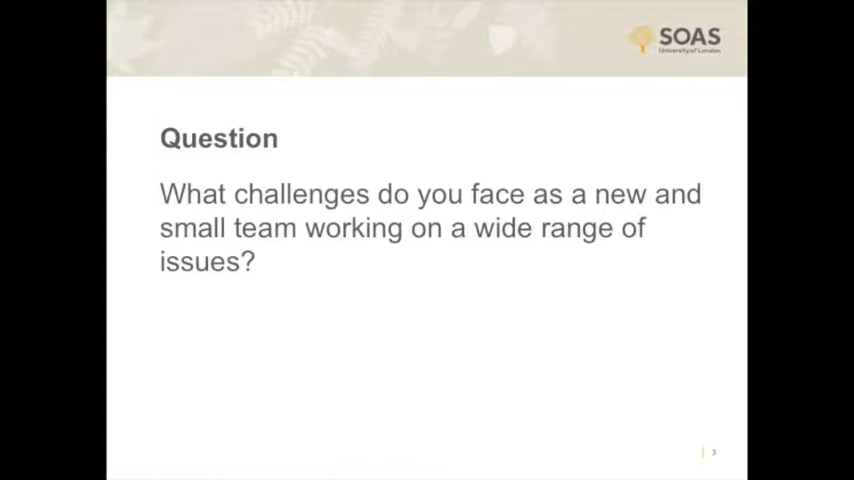 SOAS
University of London
Question
What challenges do you face as a new and
small team working on a wide range of
issues?
3